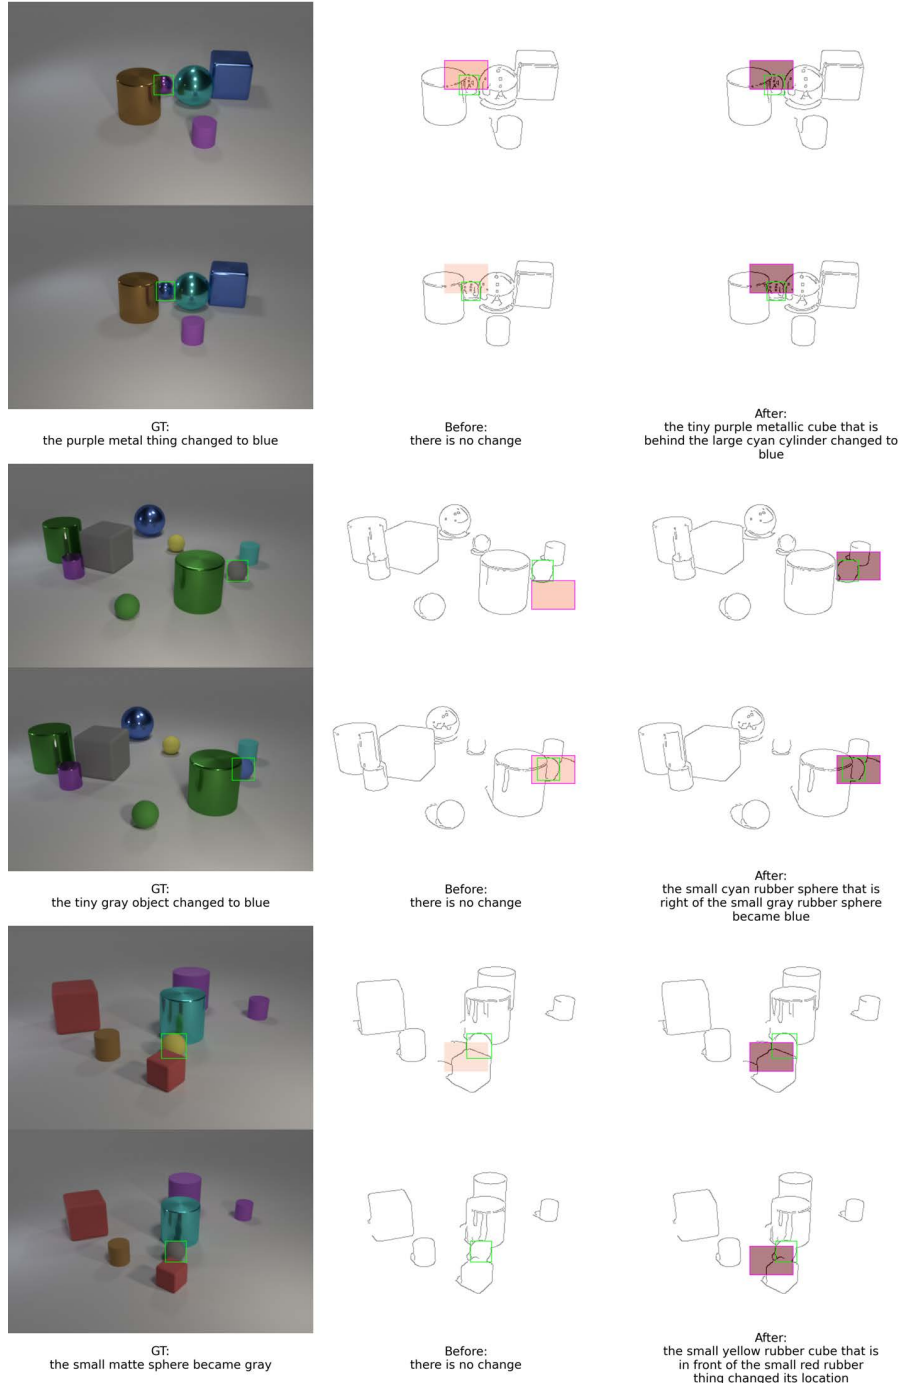 GT:
the purple metal thing changed to blue
Before:
there is no change
After:
the tiny purple metallic cube that is
behind the large cyan cylinder changed to
blue
GT:
the tiny gray object changed to blue
Before:
there is no change
After:
the small cyan rubber sphere that is
right of the small gray rubber sphere
became blue
GT:
the small matte sphere became gray
Before:
there is no change
After:
the small yellow rubber cube that is
in front of the small red rubber
thing changed its location